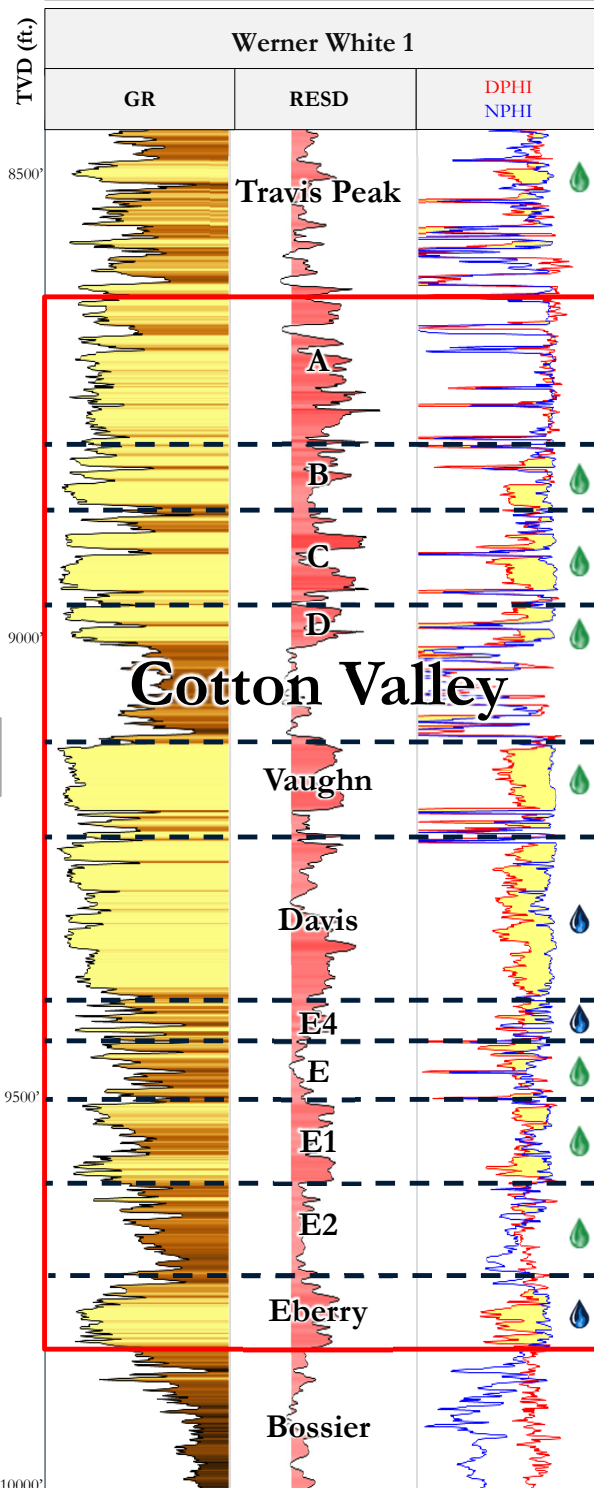 TVD (ft.)
Werner White 1
GR
RESD
DPHI
NPHI
8500’
Travis Peak
A
B
C
D
9000’
Cotton Valley
Vaughn
Davis
E4
E
9500’
E1
E2
Eberry
Bossier
10000’